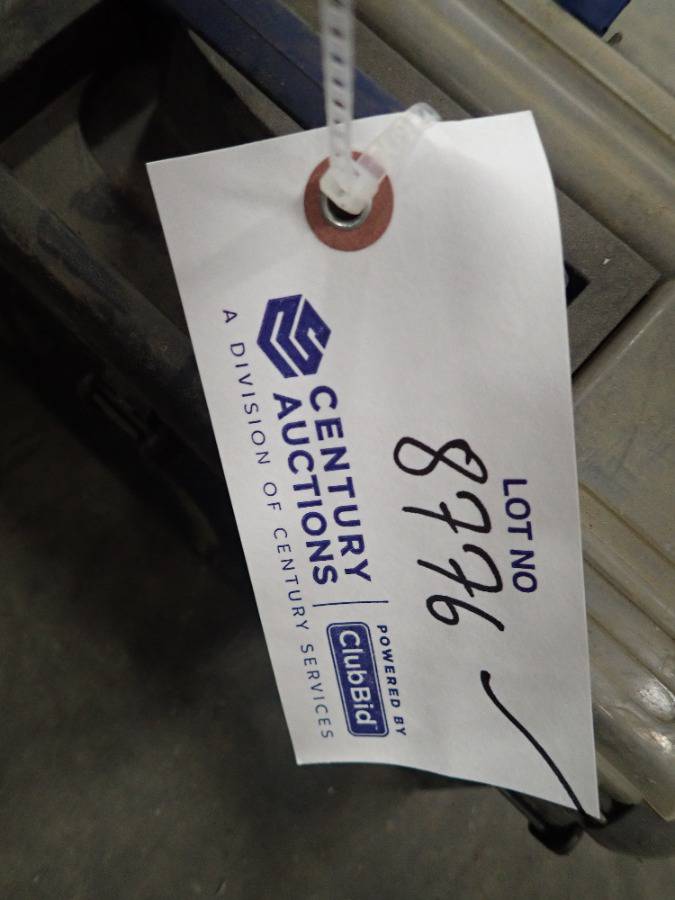 LOT NO
8776
CENTURY
AUCTIONS
POWERED BY
ClubBid
A DIVISION OF CENTURY SERVICES